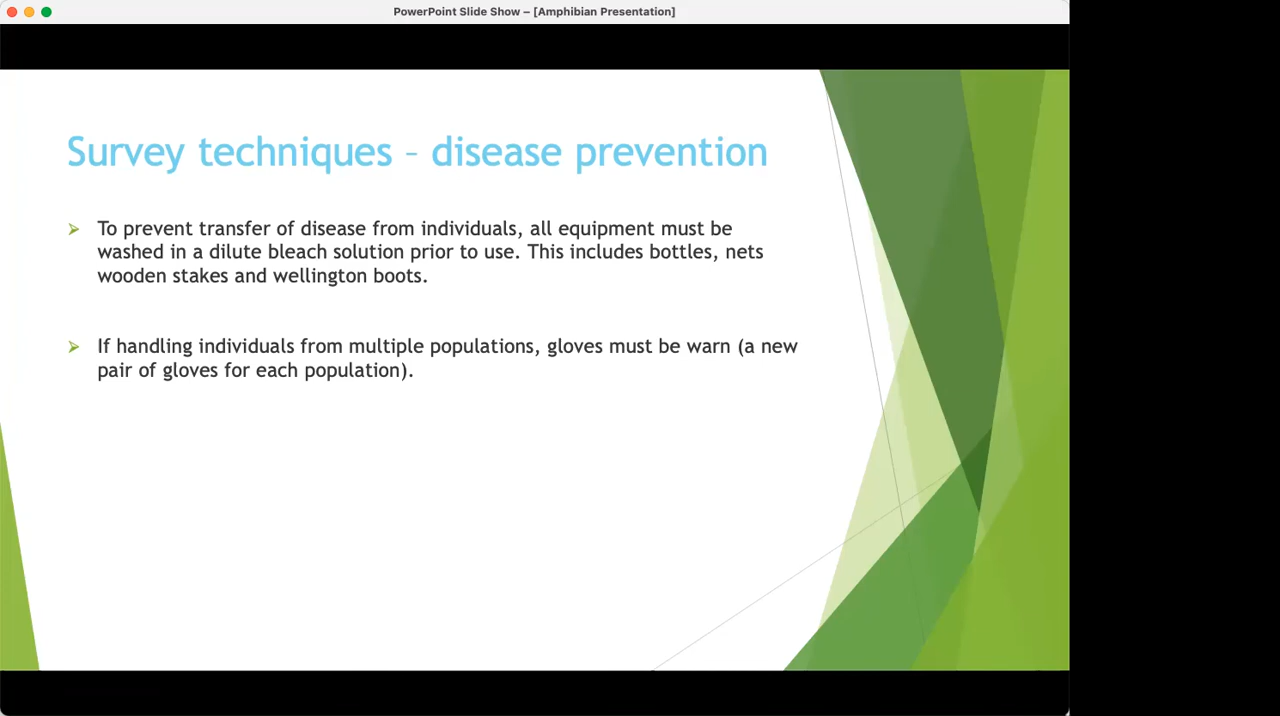 PowerPoint Slide Show – [Amphibian Presentation]
Survey techniques – disease prevention
To prevent transfer of disease from individuals, all equipment must be
washed in a dilute bleach solution prior to use. This includes bottles, nets
wooden stakes and wellington boots.
If handling individuals from multiple populations, gloves must be warn (a new
pair of gloves for each population).